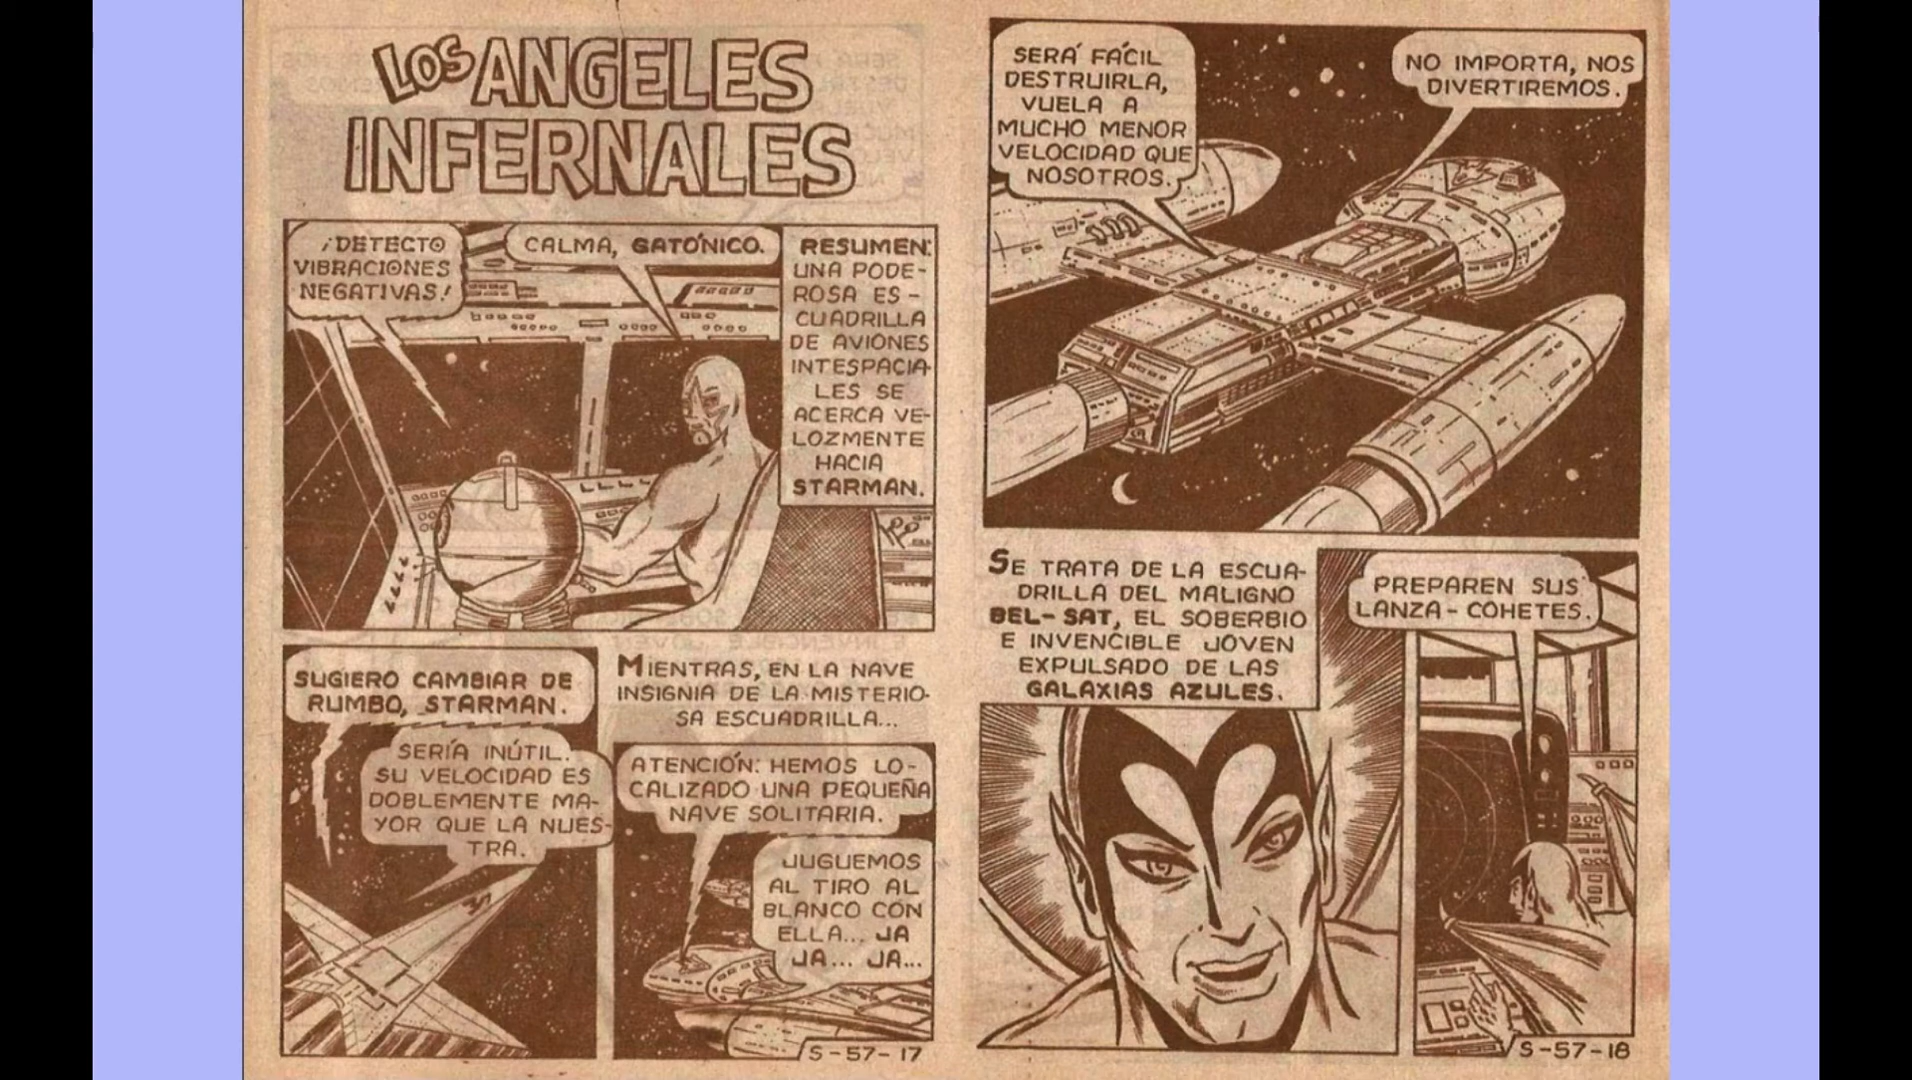 LOS ANGELES
INFERNALES
¡DETECTO
VIBRACIONES
NEGATIVAS!
CALMA, GATÓNICO.
RESUMEN:
UNA PODE-
ROSA ES-
CUADRILLA
DE AVIONES
INTESPACIA-
LES SE
ACERCA VE-
LOZMENTE
HACIA
STARMAN.
SUGIERO CAMBIAR DE
RUMBO, STARMAN.
SERÍA INÚTIL.
SU VELOCIDAD ES
DOBLEMENTE MA-
YOR QUE LA NUES-
TRA.
MIENTRAS, EN LA NAVE
INSIGNIA DE LA MISTERIO-
SA ESCUADRILLA...
ATENCIÓN: HEMOS LO-
CALIZADO UNA PEQUEÑA
NAVE SOLITARIA.
JUGUEMOS
AL TIRO AL
BLANCO CON
ELLA... JA
JA... JA...
S-57-17
SERÁ FÁCIL
DESTRUIRLA,
VUELA A
MUCHO MENOR
VELOCIDAD QUE
NOSOTROS.
NO IMPORTA, NOS
DIVERTIREMOS.
SE TRATA DE LA ESCUA-
DRILLA DEL MALIGNO
BEL-SAT, EL SOBERBIO
E INVENCIBLE JOVEN
EXPULSADO DE LAS
GALAXIAS AZULES.
PREPAREN SUS
LANZA-COHETES.
S-57-18